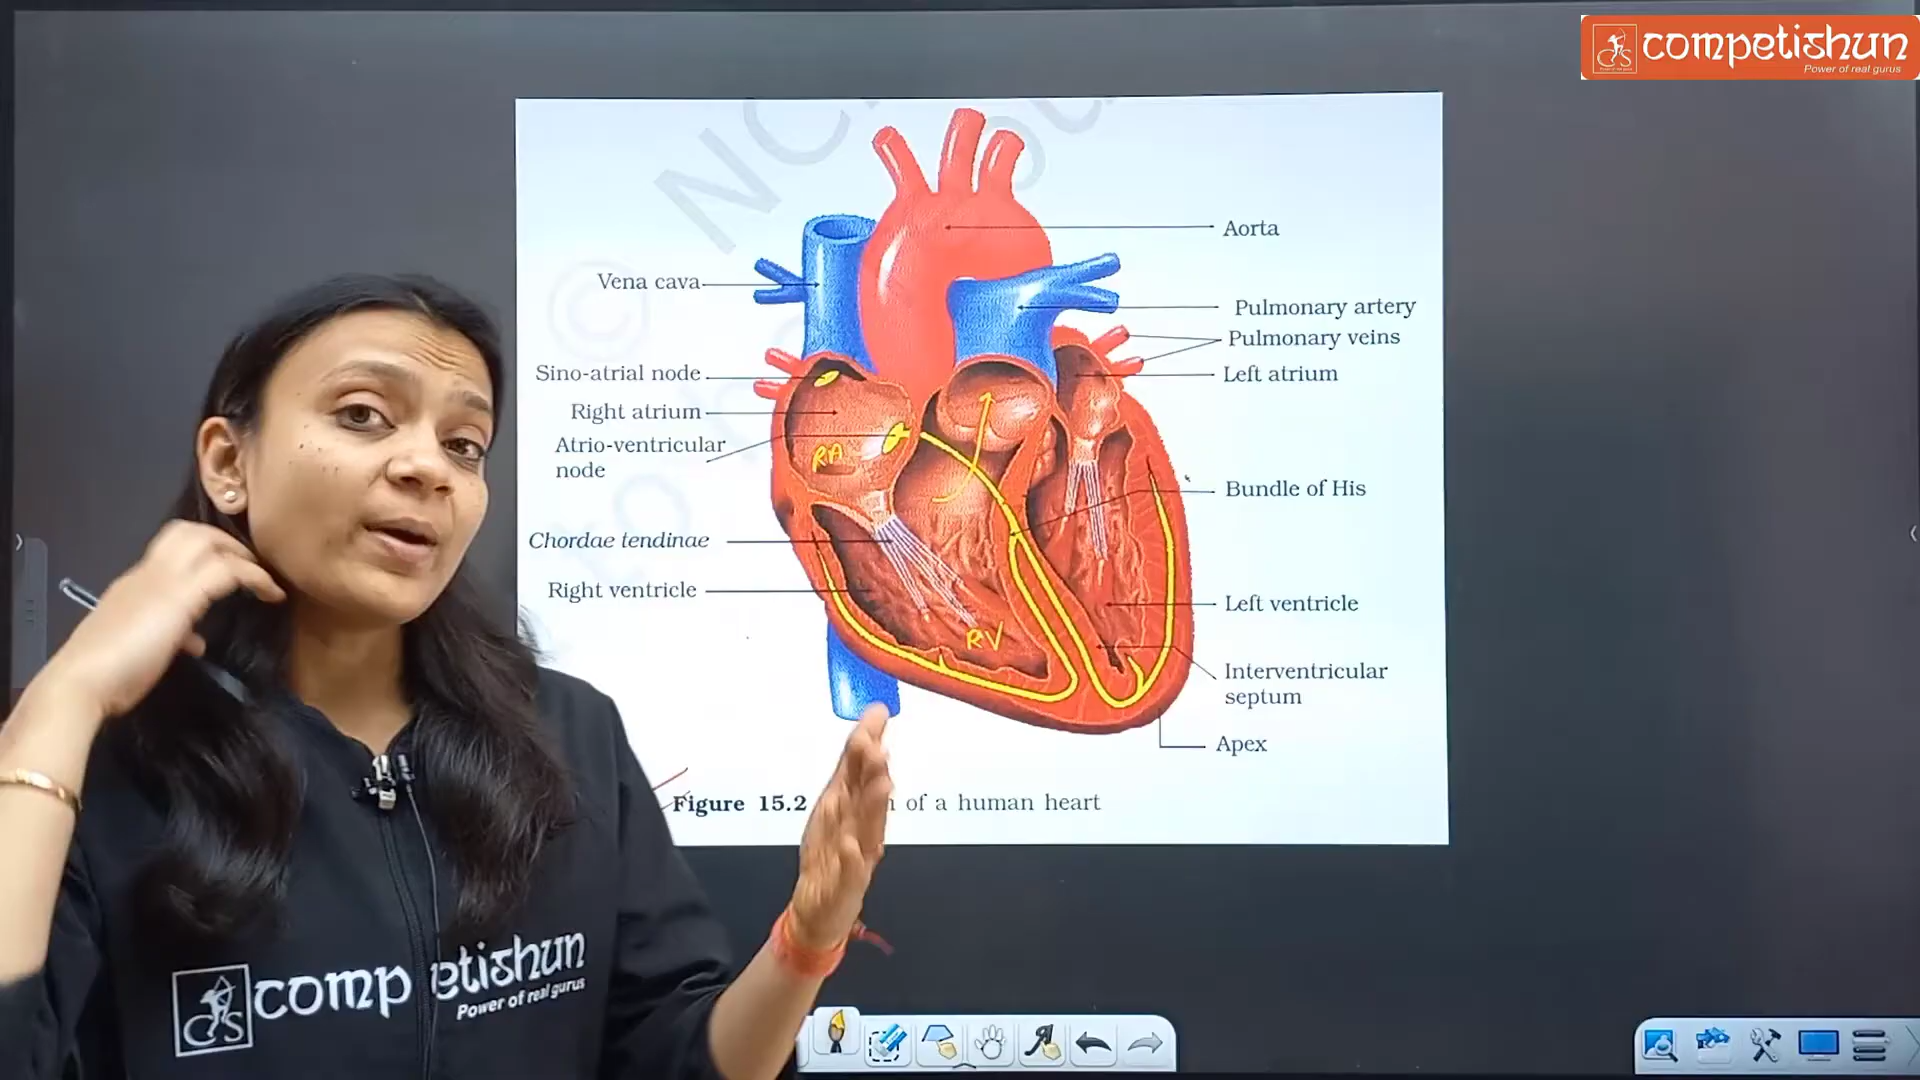 competishun
Power of real gurus
Aorta
Vena cava
Pulmonary artery
Pulmonary veins
Sino-atrial node
Left atrium
Right atrium
Atrio-ventricular
node
RA
Bundle of His
Chordae tendinae
Right ventricle
Left ventricle
RV
Interventricular
septum
Apex
Figure 15.2 of a human heart
competishun
Power of real gurus
CS